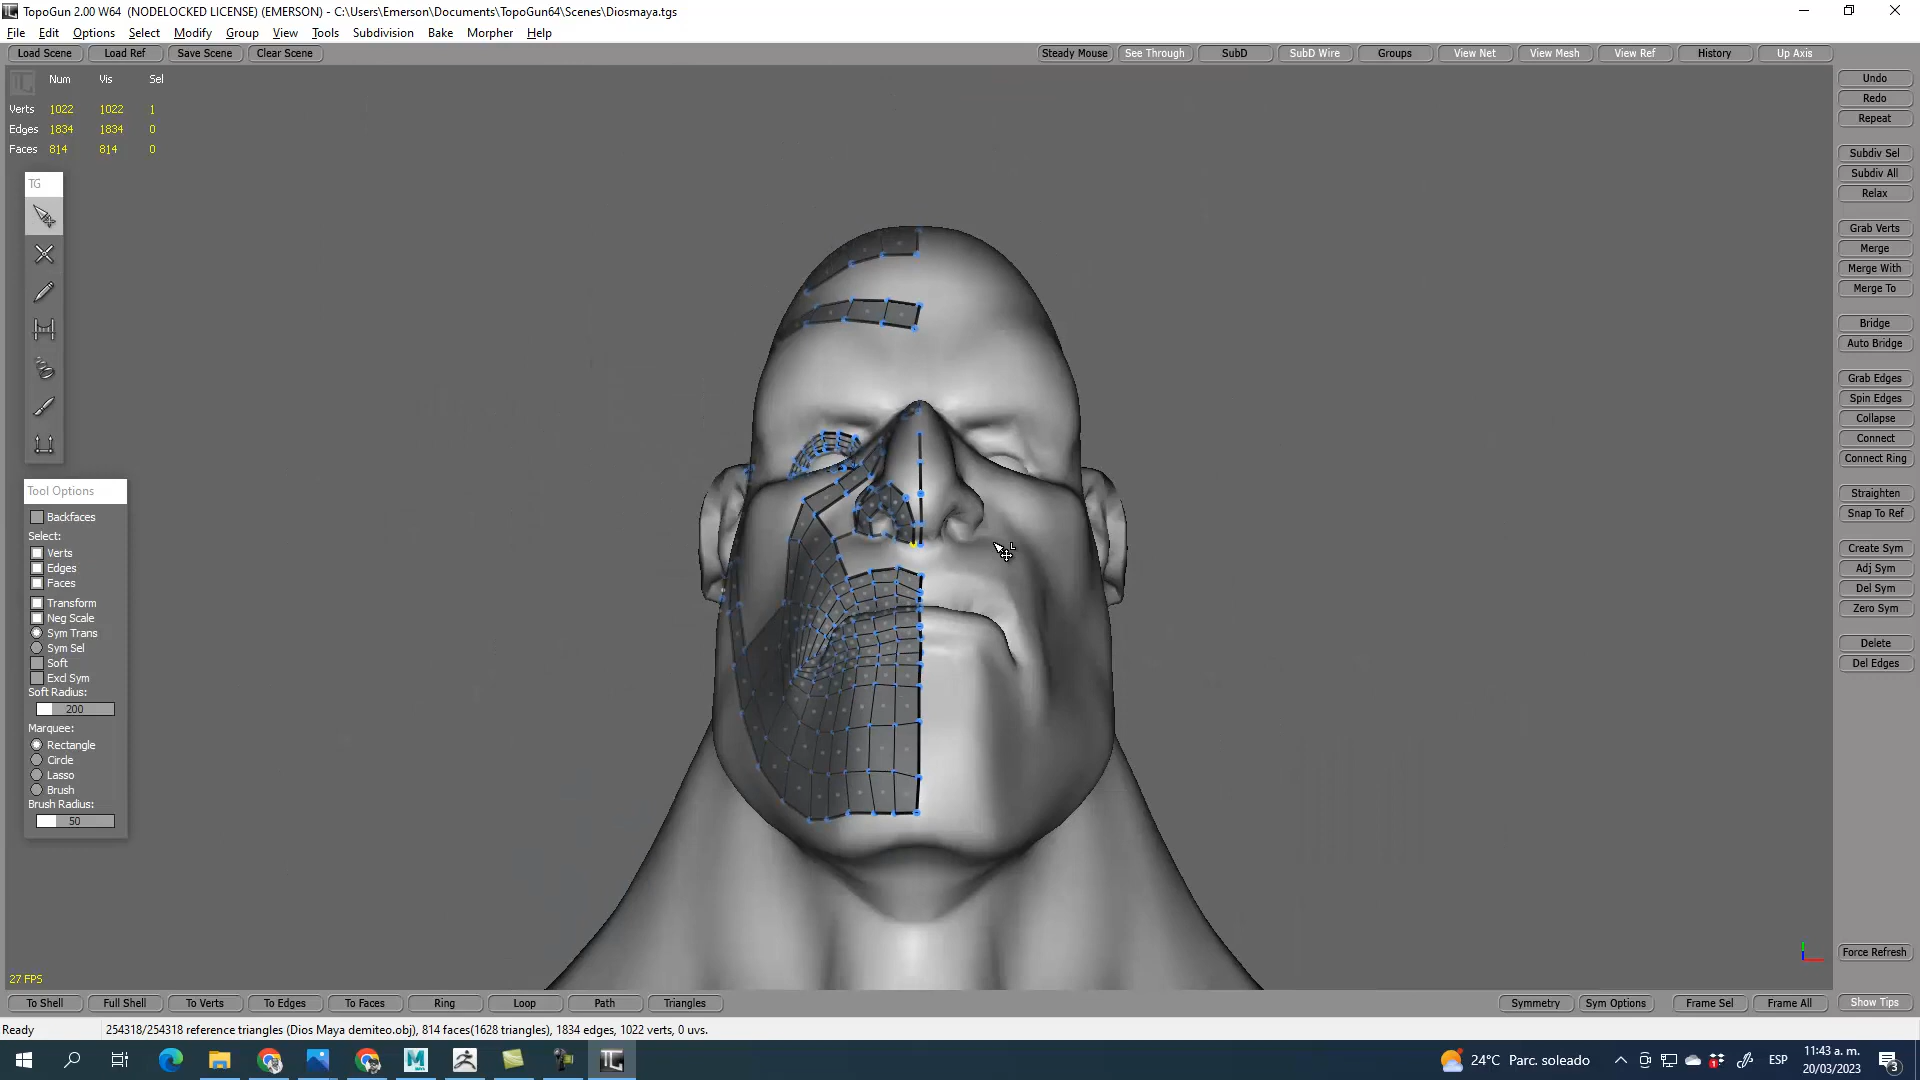 TopoGun 2.00 W64  (NODELOCKED LICENSE) (EMERSON) - C:\Users\Emerson\Documents\TopoGun64\Scenes\Diosmaya.tgs
File Edit Options Select Modify Group View Tools Subdivision Bake Morpher Help
Load Scene Load Ref Save Scene Clear Scene Steady Mouse See Through SubD SubD Wire Groups View Net View Mesh View Ref History Up Axis
Num Vis Sel
Verts 1022 1022 1
Edges 1834 1834 0
Faces 814 814 0
TG
Tool Options
Backfaces
Select:
Verts
Edges
Faces
Transform
Neg Scale
Sym Trans
Sym Sel
Soft
Excl Sym
Soft Radius:
200
Marquee:
Rectangle
Circle
Lasso
Brush
Brush Radius:
50
27 FPS
Undo
Redo
Repeat
Subdiv Sel
Subdiv All
Relax
Grab Verts
Merge
Merge With
Merge To
Bridge
Auto Bridge
Grab Edges
Spin Edges
Collapse
Connect
Connect Ring
Straighten
Snap To Ref
Create Sym
Adj Sym
Del Sym
Zero Sym
Delete
Del Edges
Force Refresh
To Shell Full Shell To Verts To Edges To Faces Ring Loop Path Triangles Symmetry Sym Options Frame Sel Frame All Show Tips
Ready 254318/254318 reference triangles (Dios Maya demiteo.obj), 814 faces(1628 triangles), 1834 edges, 1022 verts, 0 uvs.
24°C Parc. soleado ESP 11:43 a. m.
20/03/2023
3